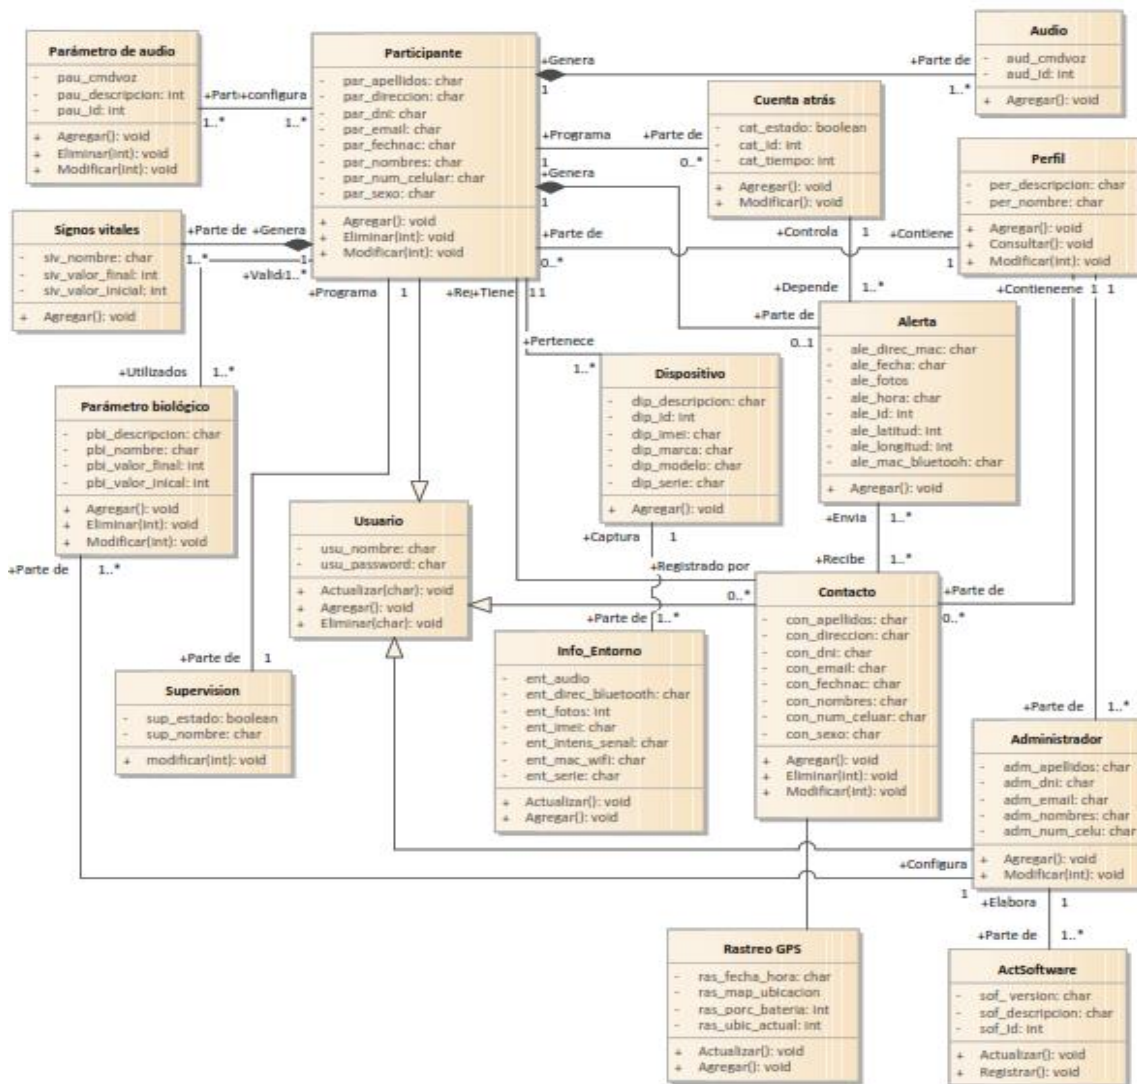 Parámetro de audio
- pau_cmdvoz
- pau_descripcion: int
- pau_id: int
+ Agregar(): void
+ Eliminar(int): void
+ Modificar(int): void
+configura
1..*
1..*
Participante
- par_apellidos: char
- par_direccion: char
- par_dni: char
- par_email: char
- par_fechnac: char
- par_nombres: char
- par_num_celular: char
- par_sexo: char
+ Agregar(): void
+ Eliminar(int): void
+ Modificar(int): void
+Genera
1
+Parte de
1..*
Audio
- aud_cmdvoz
- aud_id: int
+ Agregar(): void
+Programa
1
+Parte de
0..*
Cuenta atrás
- cat_estado: boolean
- cat_id: int
- cat_tiempo: int
+ Agregar(): void
+ Modificar(): void
+Genera
1
Perfil
- per_descripcion: char
- per_nombre: char
+ Agregar(): void
+ Consultar(): void
+ Modificar(int): void
Signos vitales
- siv_nombre: char
- siv_valor_final: int
- siv_valor_inicial: int
+ Agregar(): void
+Parte de
+Genera
1..*
1
1..*
+Parte de
0..*
+Controla
1
+Contiene
1
+Programa
1
+Tiene
1
1
+Depende
1..*
1
1
+Parte de
0..1
Alerta
- ale_direc_mac: char
- ale_fecha: char
- ale_fotos
- ale_hora: char
- ale_id: int
- ale_latitud: int
- ale_longitud: int
- ale_mac_bluetooh: char
+ Agregar(): void
+Pertenece
1..*
Dispositivo
- dip_descripcion: char
- dip_id: int
- dip_imei: char
- dip_marca: char
- dip_modelo: char
- dip_serie: char
+ Agregar(): void
+Utilizados
1..*
Parámetro biológico
- pbi_descripcion: char
- pbi_nombre: char
- pbi_valor_final: int
- pbi_valor_inical: int
+ Agregar(): void
+ Eliminar(int): void
+ Modificar(int): void
+Parte de
1..*
Usuario
- usu_nombre: char
- usu_password: char
+ Actualizar(char): void
+ Agregar(): void
+ Eliminar(char): void
+Captura
1
+Envia
1..*
+Recibe
1..*
+Registrado por
0..*
Contacto
- con_apellidos: char
- con_direccion: char
- con_dni: char
- con_email: char
- con_fechnac: char
- con_nombres: char
- con_num_celuar: char
- con_sexo: char
+ Agregar(): void
+ Eliminar(int): void
+ Modificar(int): void
+Parte de
0..*
+Parte de
1..*
Info_Entorno
- ent_audio
- ent_direc_bluetooth: char
- ent_fotos: int
- ent_imei: char
- ent_intens_senal: char
- ent_mac_wifi: char
- ent_serie: char
+ Actualizar(): void
+ Agregar(): void
+Parte de
1
Supervision
- sup_estado: boolean
- sup_nombre: char
+ modificar(int): void
+Parte de
1..*
Administrador
- adm_apellidos: char
- adm_dni: char
- adm_email: char
- adm_nombres: char
- adm_num_celu: char
+ Agregar(): void
+ Modificar(int): void
+Configura
1
+Elabora
1
+Parte de
1..*
Rastreo GPS
- ras_fecha_hora: char
- ras_map_ubicacion
- ras_porc_bateria: int
- ras_ubic_actual: int
+ Actualizar(): void
+ Agregar(): void
ActSoftware
- sof_ version: char
- sof_descripcion: char
- sof_id: int
+ Actualizar(): void
+ Registrar(): void